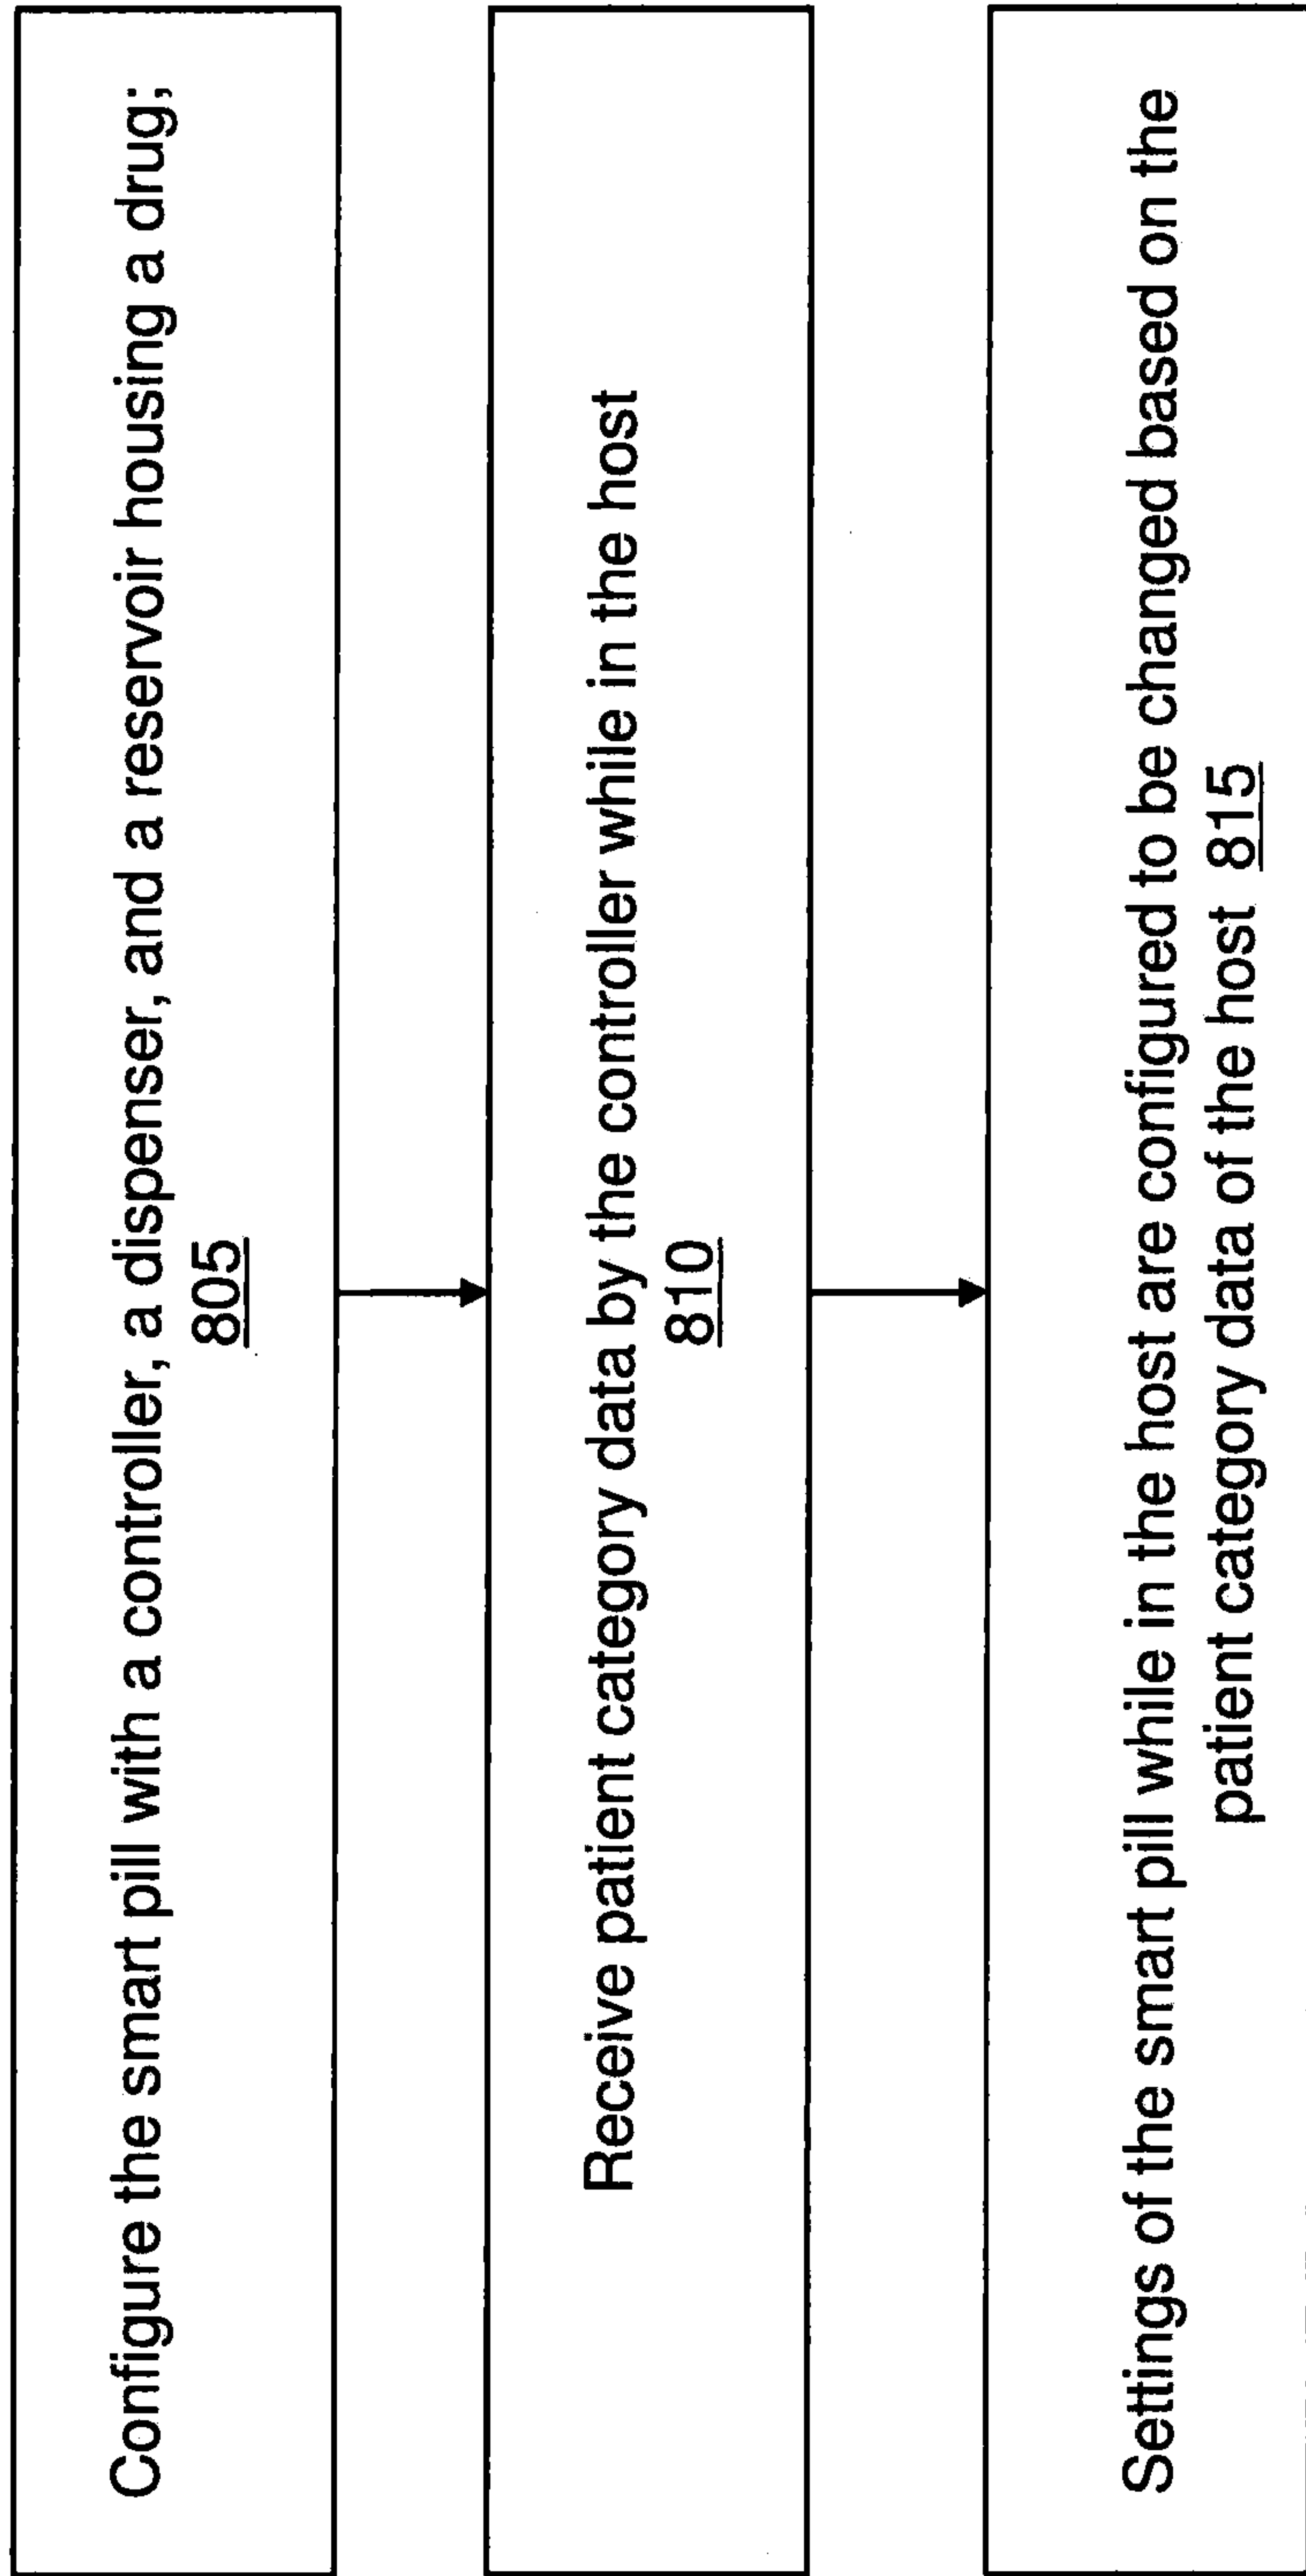 Configure the smart pill with a controller, a dispenser, and a reservoir housing a drug;
805
Receive patient category data by the controller while in the host
810
Settings of the smart pill while in the host are configured to be changed based on the
patient category data of the host 815